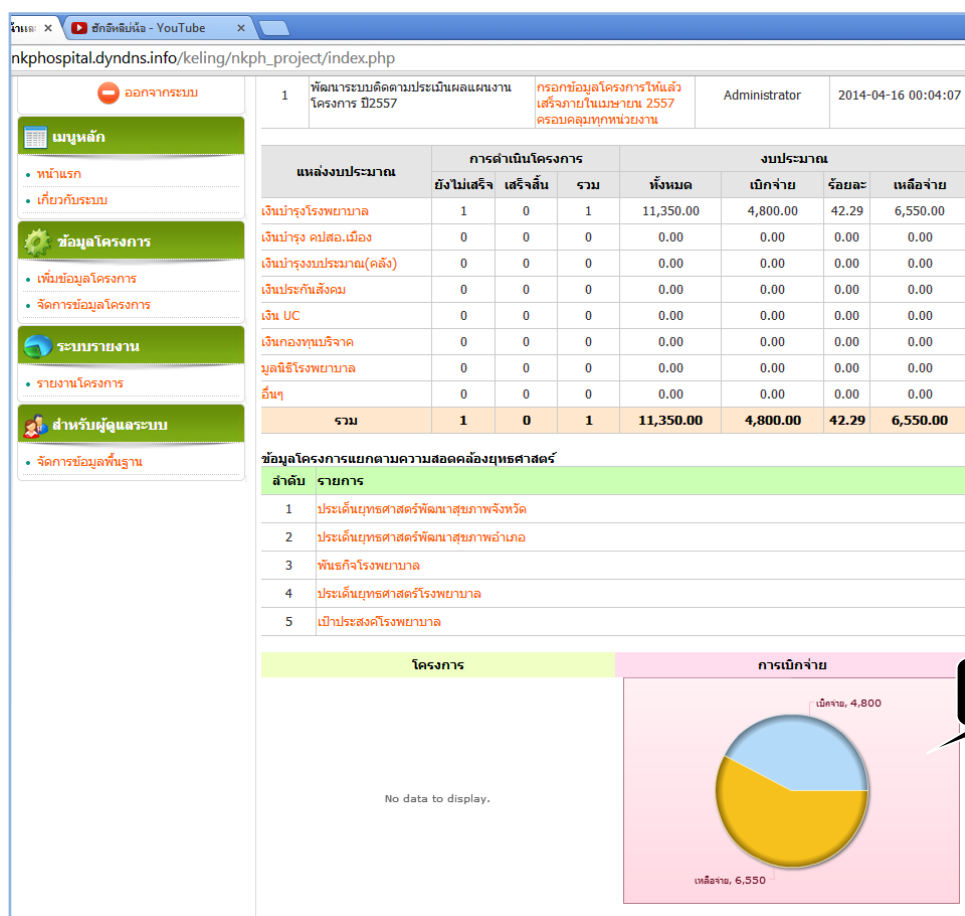 ฮักอีหลิบ่น้อ - YouTube
nkphospital.dyndns.info/keling/nkph_project/index.php
ออกจากระบบ
เมนูหลัก
หน้าแรก
เกี่ยวกับระบบ
ข้อมูลโครงการ
เพิ่มข้อมูลโครงการ
จัดการข้อมูลโครงการ
ระบบรายงาน
รายงานโครงการ
สำหรับผู้ดูแลระบบ
จัดการข้อมูลพื้นฐาน
1 พัฒนาระบบติดตามประเมินผลแผนงาน กรอกข้อมูลโครงการให้แล้ว Administrator 2014-04-16 00:04:07
โครงการ ปี2557 เสร็จภายในเมษายน 2557
ครอบคลุมทุกหน่วยงาน
แหล่งงบประมาณ การดำเนินโครงการ งบประมาณ
ยังไม่เสร็จ เสร็จสิ้น รวม ทั้งหมด เบิกจ่าย ร้อยละ เหลือจ่าย
เงินบำรุงโรงพยาบาล 1 0 1 11,350.00 4,800.00 42.29 6,550.00
เงินบำรุง คปสอ.เมือง 0 0 0 0.00 0.00 0.00 0.00
เงินบำรุงงบประมาณ(คลัง) 0 0 0 0.00 0.00 0.00 0.00
เงินประกันสังคม 0 0 0 0.00 0.00 0.00 0.00
เงิน UC 0 0 0 0.00 0.00 0.00 0.00
เงินกองทุนบริจาค 0 0 0 0.00 0.00 0.00 0.00
มูลนิธิโรงพยาบาล 0 0 0 0.00 0.00 0.00 0.00
อื่นๆ 0 0 0 0.00 0.00 0.00 0.00
รวม 1 0 1 11,350.00 4,800.00 42.29 6,550.00
ข้อมูลโครงการแยกตามความสอดคล้องยุทธศาสตร์
ลำดับ รายการ
1 ประเด็นยุทธศาสตร์พัฒนาสุขภาพจังหวัด
2 ประเด็นยุทธศาสตร์พัฒนาสุขภาพอำเภอ
3 พันธกิจโรงพยาบาล
4 ประเด็นยุทธศาสตร์โรงพยาบาล
5 เป้าประสงค์โรงพยาบาล
โครงการ การเบิกจ่าย
เบิกจ่าย, 4,800
No data to display.
เหลือจ่าย, 6,550